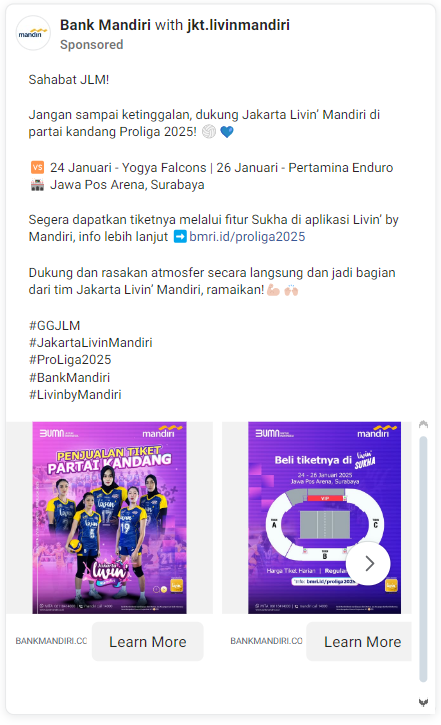 Bank Mandiri with jkt.livinmandiri
mandiri
Sponsored
Sahabat JLM!
Jangan sampai ketinggalan, dukung Jakarta Livin' Mandiri di
partai kandang Proliga 2025! 🏐 💙
🆚 24 Januari - Yogya Falcons | 26 Januari - Pertamina Enduro
🏟 Jawa Pos Arena, Surabaya
Segera dapatkan tiketnya melalui fitur Sukha di aplikasi Livin' by
Mandiri, info lebih lanjut ➡ bmri.id/proliga2025
Dukung dan rasakan atmosfer secara langsung dan jadi bagian
dari tim Jakarta Livin' Mandiri, ramaikan! 💪🏻 🙌🏻
#GGJLM
#JakartaLivinMandiri
#ProLiga2025
#BankMandiri
#LivinbyMandiri
BUMN mandiri
PENJUALAN TIKET
PARTAI KANDANG
livin'
BUMN mandiri
Beli tiketnya di livin' SUKHA
24 - 26 Januari 2025
Jawa Pos Arena, Surabaya
VIP
A
C
B
Harga Tiket Harian | Regular
*Info: bmri.id/proliga2025
BANKMANDIRI.CO
Learn More
BANKMANDIRI.CO
Learn More